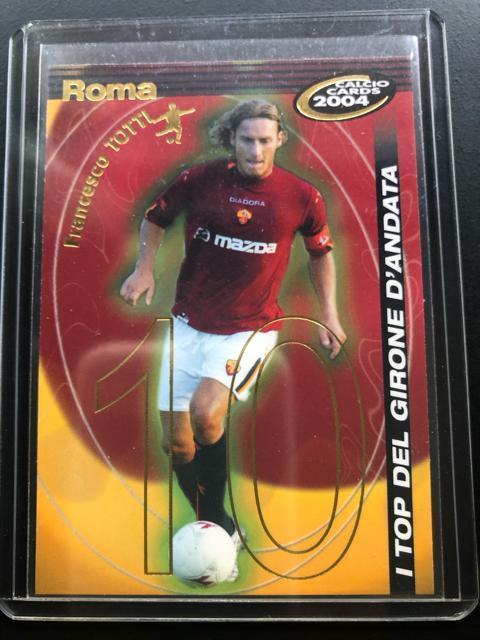 Roma
CALCIO
CARDS
2004
Francesco TOTTI
DIADORA
mazda
10
I TOP DEL GIRONE D'ANDATA